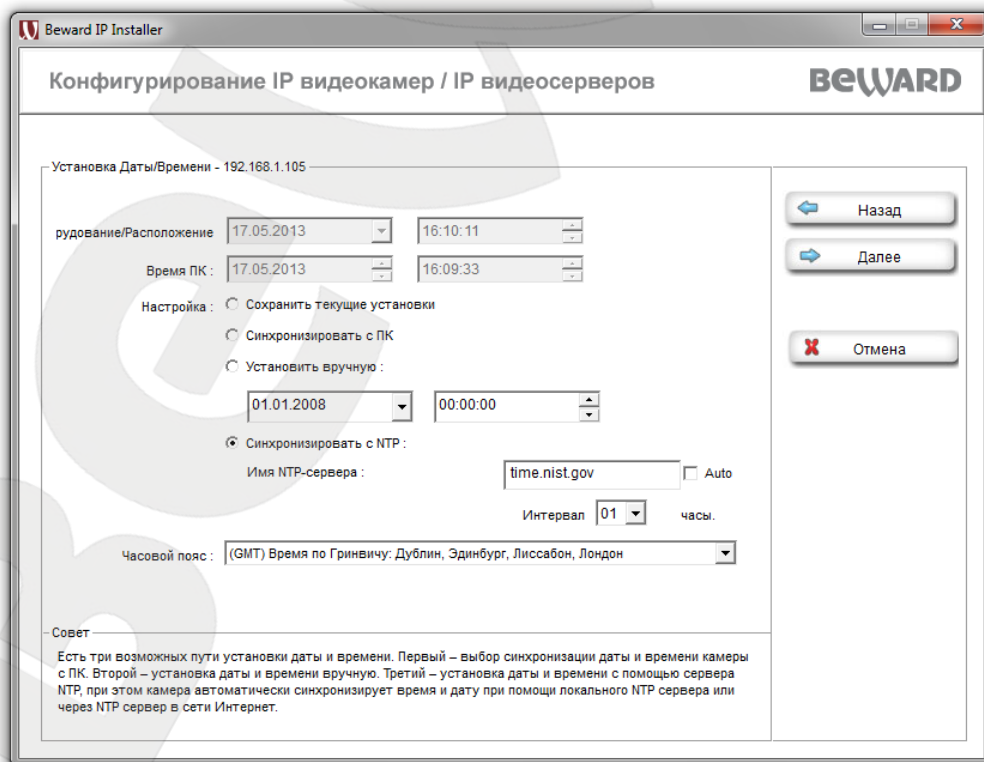 Beward IP Installer
Конфигурирование IP видеокамер / IP видеосерверов
BEWARD
Установка Даты/Времени - 192.168.1.105
рудование/Расположение 17.05.2013 16:10:11
Время ПК : 17.05.2013 16:09:33
Настройка : Сохранить текущие установки
Синхронизировать с ПК
Установить вручную :
01.01.2008 00:00:00
Синхронизировать с NTP :
Имя NTP-сервера : time.nist.gov Auto
Интервал 01 часы.
Часовой пояс : (GMT) Время по Гринвичу: Дублин, Эдинбург, Лиссабон, Лондон
Назад
Далее
Отмена
Совет
Есть три возможных пути установки даты и времени. Первый – выбор синхронизации даты и времени камеры
с ПК. Второй – установка даты и времени вручную. Третий – установка даты и времени с помощью сервера
NTP, при этом камера автоматически синхронизирует время и дату при помощи локального NTP сервера или
через NTP сервер в сети Интернет.